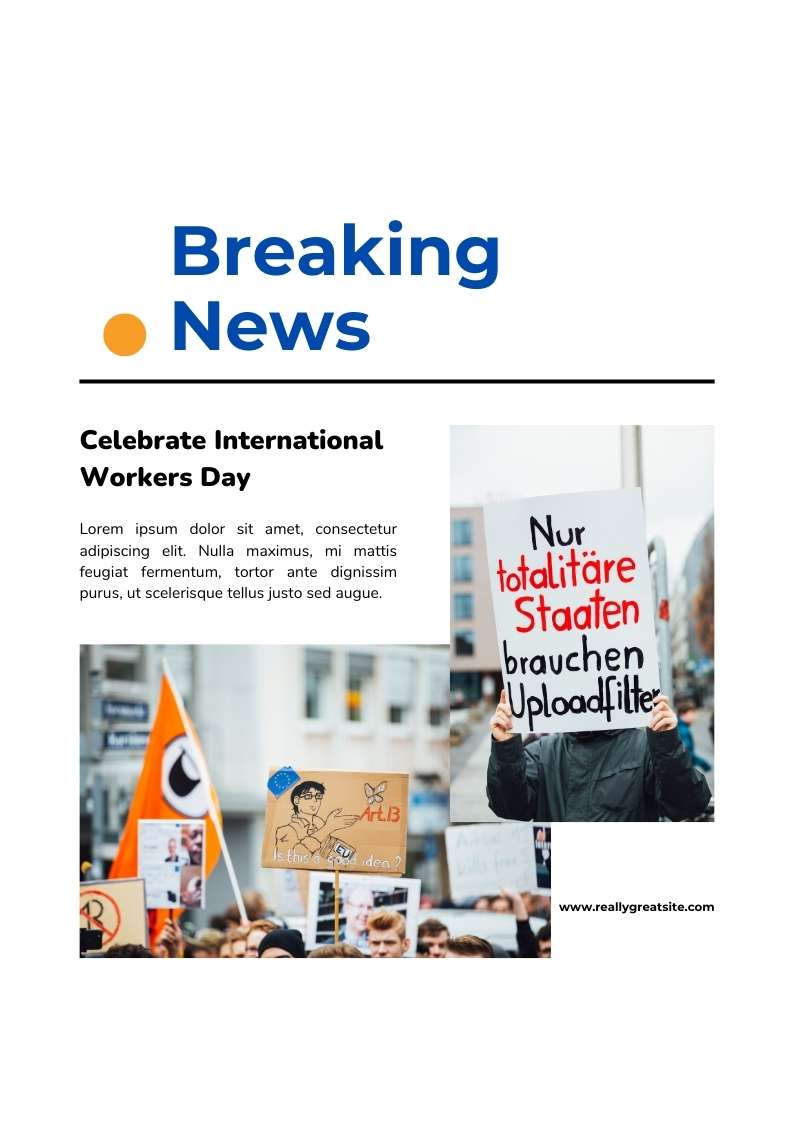 Breaking
News
Celebrate International
Workers Day
Lorem ipsum dolor sit amet, consectetur
adipiscing elit. Nulla maximus, mi mattis
feugiat fermentum, tortor ante dignissim
purus, ut scelerisque tellus justo sed augue.
Nur
totalitäre
Staaten
brauchen
Uploadfilter
Art.13
EU
Is this a good idea?
www.reallygreatsite.com